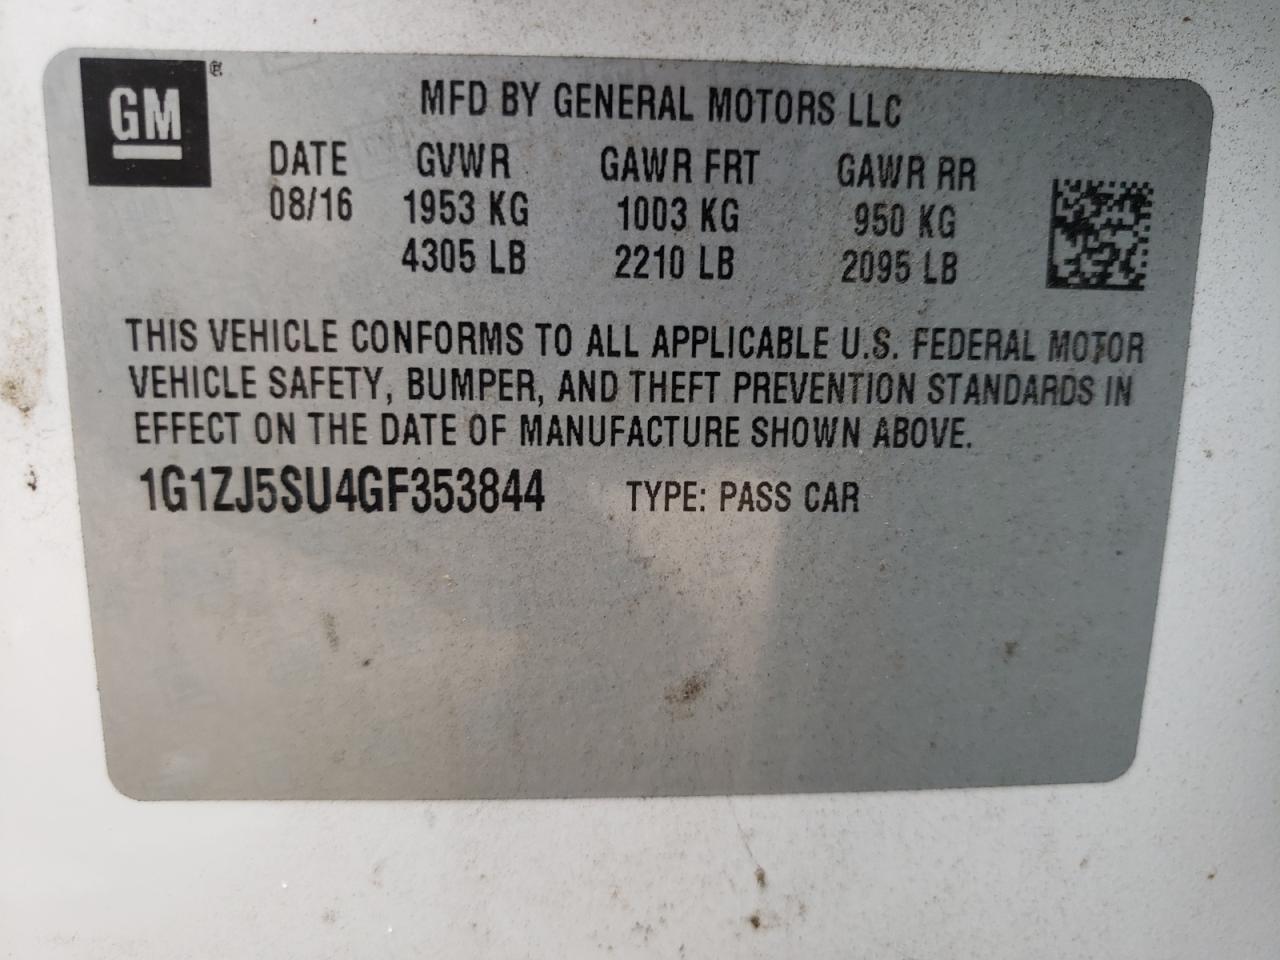 GM ®
MFD BY GENERAL MOTORS LLC
DATE GVWR GAWR FRT GAWR RR
08/16 1953 KG 1003 KG 950 KG
4305 LB 2210 LB 2095 LB
THIS VEHICLE CONFORMS TO ALL APPLICABLE U.S. FEDERAL MOTOR
VEHICLE SAFETY, BUMPER, AND THEFT PREVENTION STANDARDS IN
EFFECT ON THE DATE OF MANUFACTURE SHOWN ABOVE.
1G1ZJ5SU4GF353844 TYPE: PASS CAR